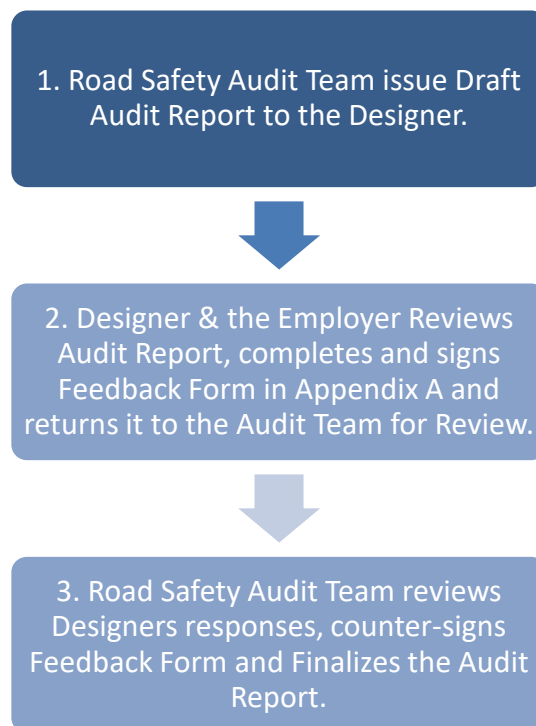 1. Road Safety Audit Team issue Draft
Audit Report to the Designer.
2. Designer & the Employer Reviews
Audit Report, completes and signs
Feedback Form in Appendix A and
returns it to the Audit Team for Review.
3. Road Safety Audit Team reviews
Designers responses, counter-signs
Feedback Form and Finalizes the Audit
Report.